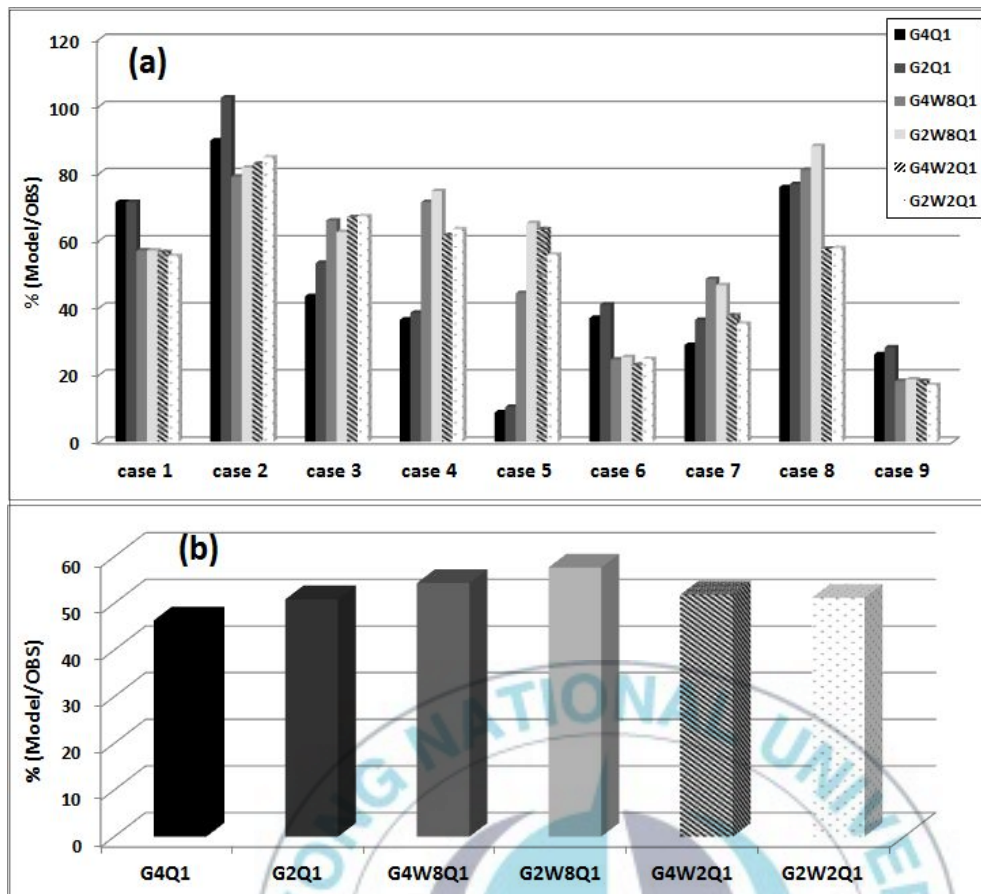 (a)
% (Model/OBS)
120
100
80
60
40
20
0
G4Q1
G2Q1
G4W8Q1
G2W8Q1
G4W2Q1
G2W2Q1
case 1 case 2 case 3 case 4 case 5 case 6 case 7 case 8 case 9
(b)
% (Model/OBS)
60
50
40
30
20
10
0
G4Q1 G2Q1 G4W8Q1 G2W8Q1 G4W2Q1 G2W2Q1
NATIONAL